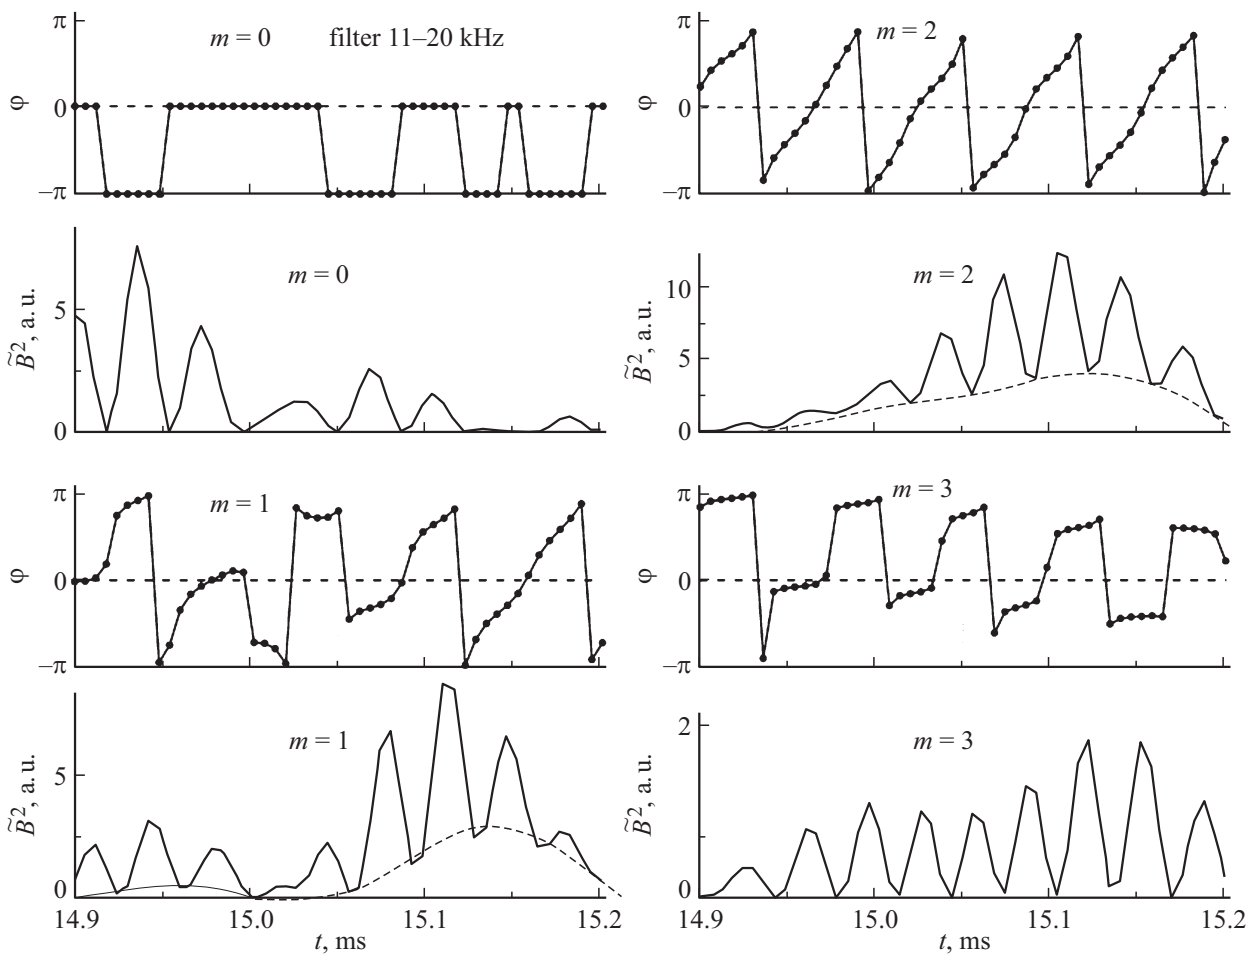 π
m = 0 filter 11–20 kHz
φ
0
−π
π
m = 2
φ
0
−π
m = 0
B̃², a.u.
5
0
m = 2
B̃², a.u.
10
5
0
π
m = 1
φ
0
−π
π
m = 3
φ
0
−π
m = 1
B̃², a.u.
5
0
14.9 15.0 15.1 15.2
t, ms
m = 3
B̃², a.u.
2
0
14.9 15.0 15.1 15.2
t, ms